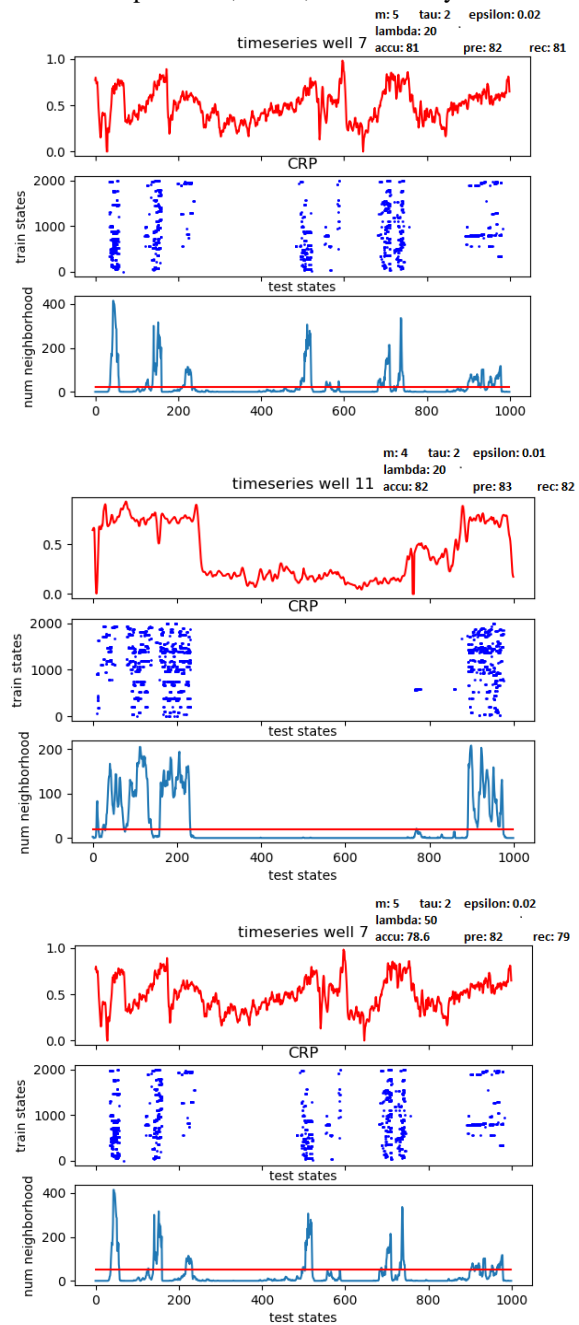 m: 5 tau: 2 epsilon: 0.02
lambda: 20
accu: 81 pre: 82 rec: 81
timeseries well 7
1.0
0.5
0.0
CRP
2000
1000
0
train states
test states
400
200
0
num neighborhood
0 200 400 600 800 1000
m: 4 tau: 2 epsilon: 0.01
lambda: 20
accu: 82 pre: 83 rec: 82
timeseries well 11
0.5
0.0
CRP
2000
1000
0
train states
test states
200
100
0
num neighborhood
0 200 400 600 800 1000
test states
m: 5 tau: 2 epsilon: 0.02
lambda: 50
accu: 78.6 pre: 82 rec: 79
timeseries well 7
1.0
0.5
0.0
CRP
2000
1000
0
train states
test states
400
200
0
num neighborhood
0 200 400 600 800 1000
test states